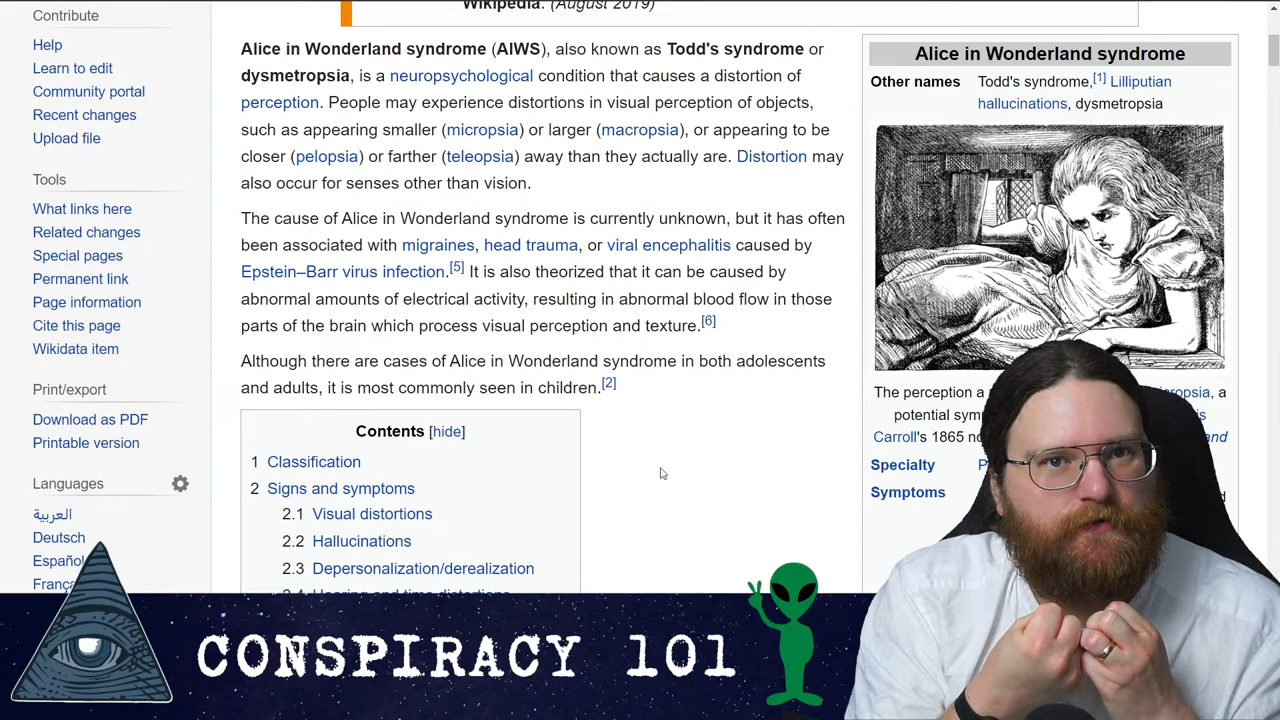 Contribute
Help
Learn to edit
Community portal
Recent changes
Upload file
Tools
What links here
Related changes
Special pages
Permanent link
Page information
Cite this page
Wikidata item
Print/export
Download as PDF
Printable version
Languages
العربية
Deutsch
Español
Wikipedia. (August 2019)
Alice in Wonderland syndrome (AIWS), also known as Todd's syndrome or
dysmetropsia, is a neuropsychological condition that causes a distortion of
perception. People may experience distortions in visual perception of objects,
such as appearing smaller (micropsia) or larger (macropsia), or appearing to be
closer (pelopsia) or farther (teleopsia) away than they actually are. Distortion may
also occur for senses other than vision.
The cause of Alice in Wonderland syndrome is currently unknown, but it has often
been associated with migraines, head trauma, or viral encephalitis caused by
Epstein–Barr virus infection.[5] It is also theorized that it can be caused by
abnormal amounts of electrical activity, resulting in abnormal blood flow in those
parts of the brain which process visual perception and texture.[6]
Although there are cases of Alice in Wonderland syndrome in both adolescents
and adults, it is most commonly seen in children.[2]
Contents [hide]
1 Classification
2 Signs and symptoms
2.1 Visual distortions
2.2 Hallucinations
2.3 Depersonalization/derealization
Hearing and time distortions
Alice in Wonderland syndrome
Other names Todd's syndrome,[1] Lilliputian
hallucinations, dysmetropsia
The perception a
potential
Carroll's 1865
Specialty
Symptoms
CONSPIRACY 101